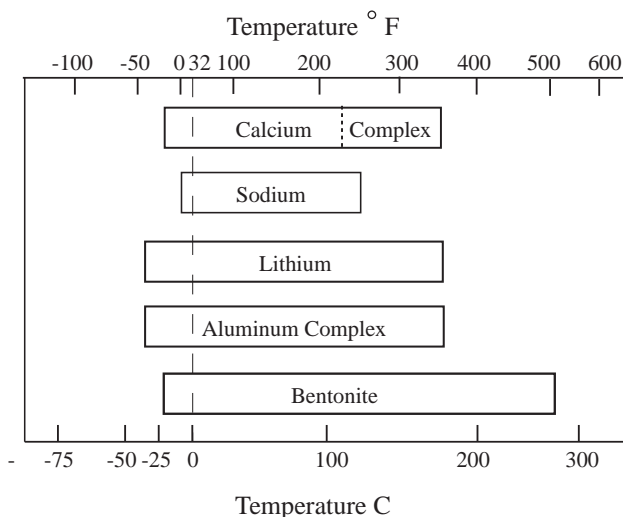 Temperature ° F
-100 -50 0 32 100 200 300 400 500 600
Calcium Complex
Sodium
Lithium
Aluminum Complex
Bentonite
- -75 -50 -25 0 100 200 300
Temperature C